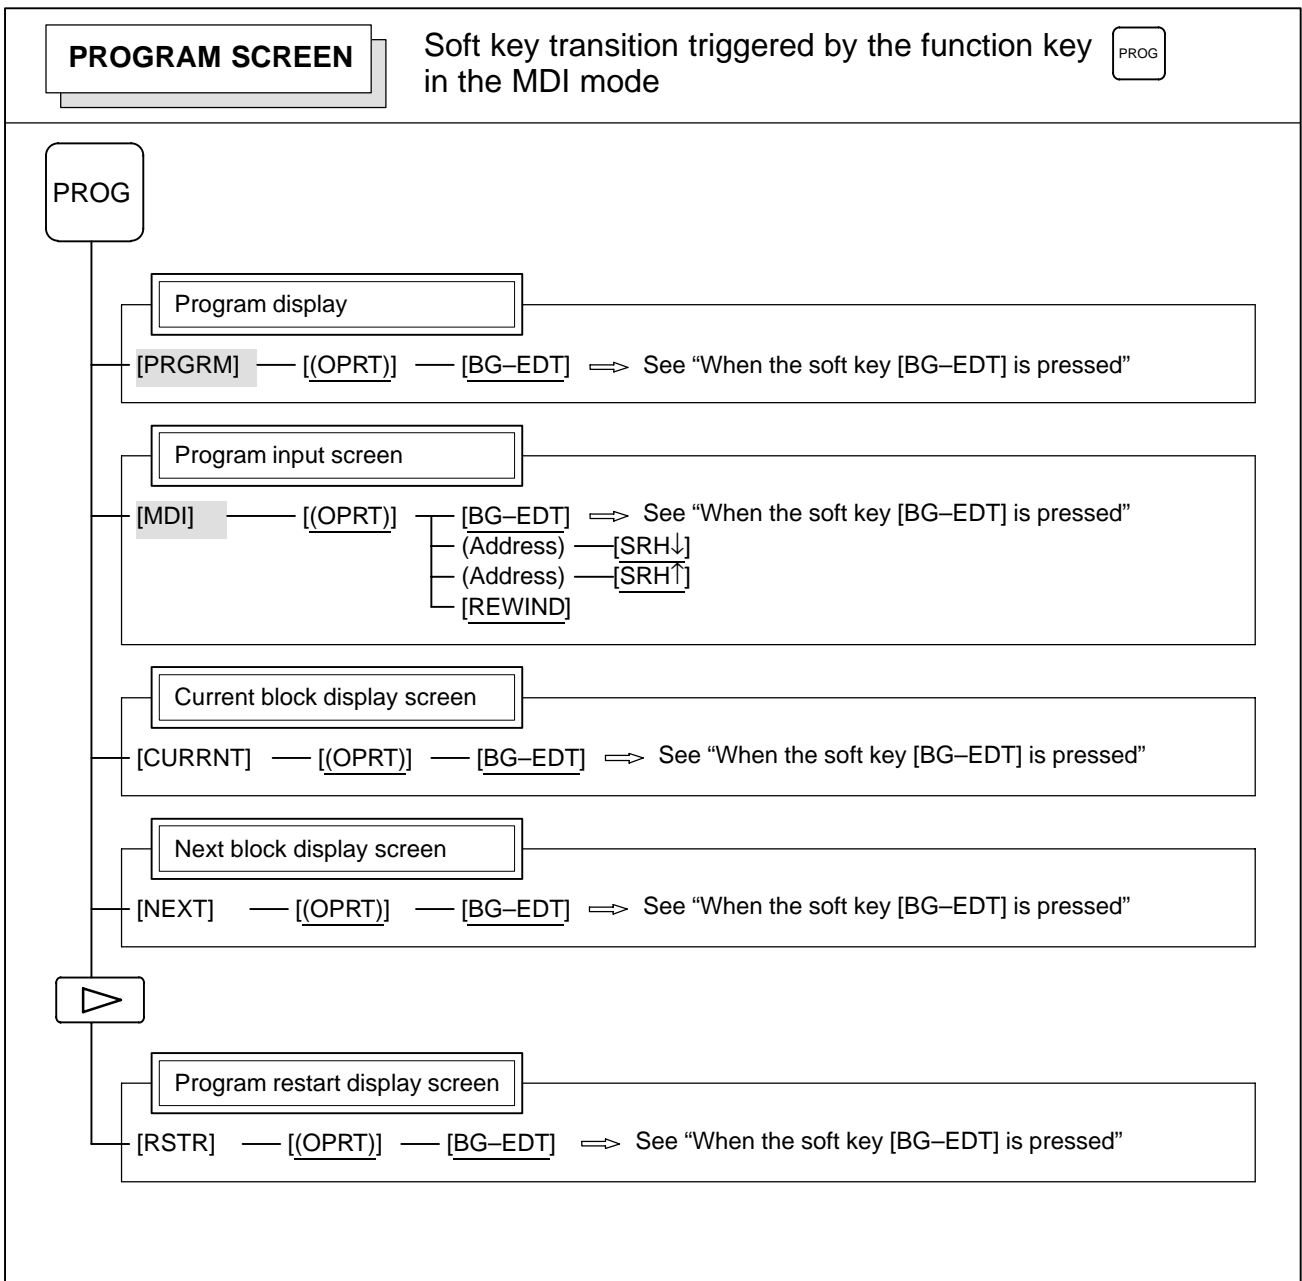 PROGRAM SCREEN
Soft key transition triggered by the function key PROG
in the MDI mode
PROG
Program display
[PRGRM] [(OPRT)] [BG–EDT] See “When the soft key [BG–EDT] is pressed”
Program input screen
[MDI] [(OPRT)] [BG–EDT] See “When the soft key [BG–EDT] is pressed”
(Address) [SRH↓]
(Address) [SRH↑]
[REWIND]
Current block display screen
[CURRNT] [(OPRT)] [BG–EDT] See “When the soft key [BG–EDT] is pressed”
Next block display screen
[NEXT] [(OPRT)] [BG–EDT] See “When the soft key [BG–EDT] is pressed”
Program restart display screen
[RSTR] [(OPRT)] [BG–EDT] See “When the soft key [BG–EDT] is pressed”